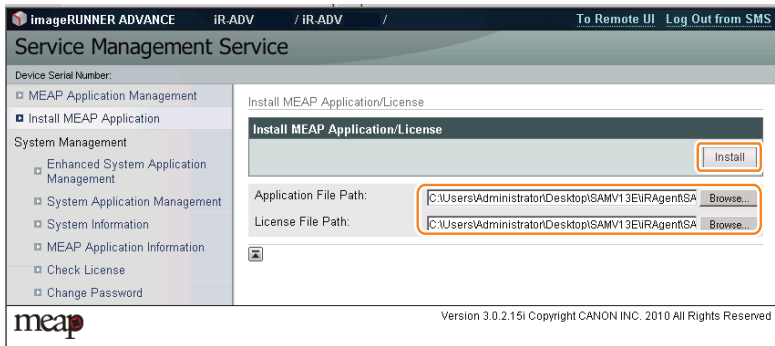 imageRUNNER ADVANCE iR-ADV / iR-ADV / To Remote UI Log Out from SMS
Service Management Service
Device Serial Number:
MEAP Application Management
Install MEAP Application
System Management
Enhanced System Application
Management
System Application Management
System Information
MEAP Application Information
Check License
Change Password
Install MEAP Application/License
Install MEAP Application/License
Install
Application File Path: C:\Users\Administrator\Desktop\SAMV13E\iRAgent\SA Browse...
License File Path: C:\Users\Administrator\Desktop\SAMV13E\iRAgent\SA Browse...
meap
Version 3.0.2.15i Copyright CANON INC. 2010 All Rights Reserved